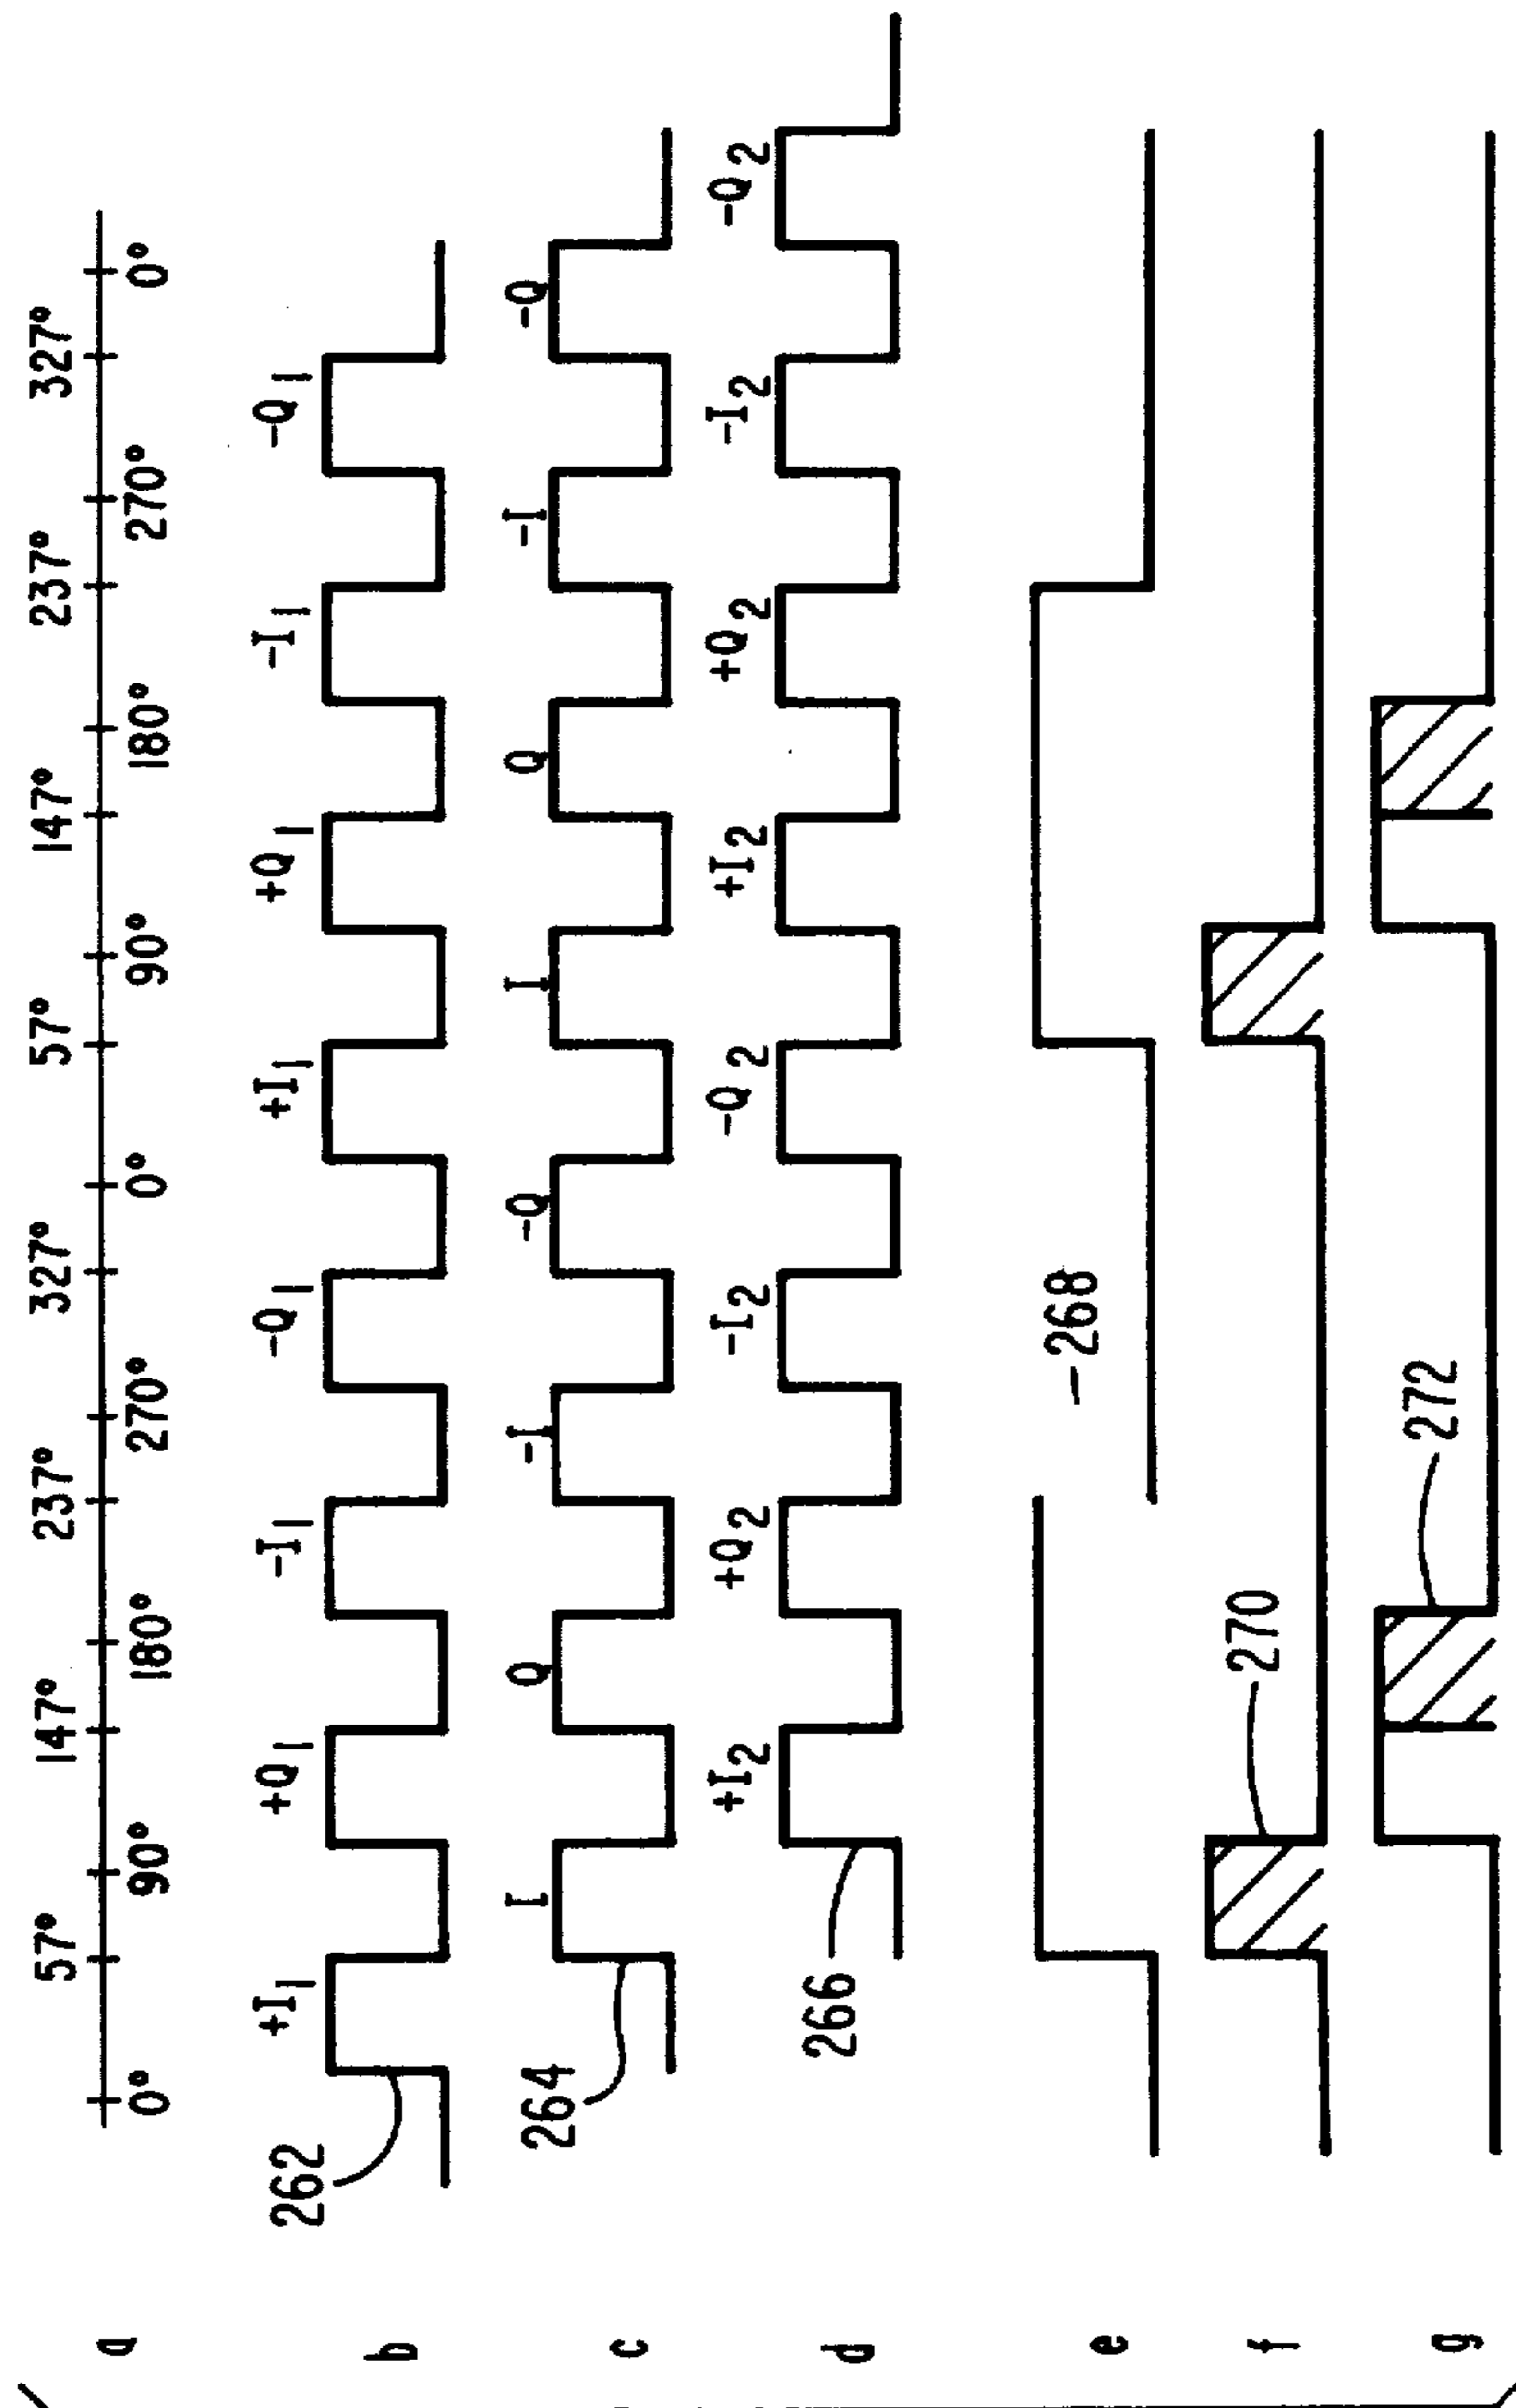 a
57° 147° 237° 327° 57° 147° 237° 327°
0° 90° 180° 270° 0° 90° 180° 270° 0°
b
262
+I₁ +Q₁ -I₁ -Q₁ +I₁ +Q₁ -I₁ -Q₁
c
264
I Q -I -Q I Q -I -Q
d
266
+I₂ +Q₂ -I₂ -Q₂ +I₂ +Q₂ -I₂ -Q₂
e
268
f
270
g
272